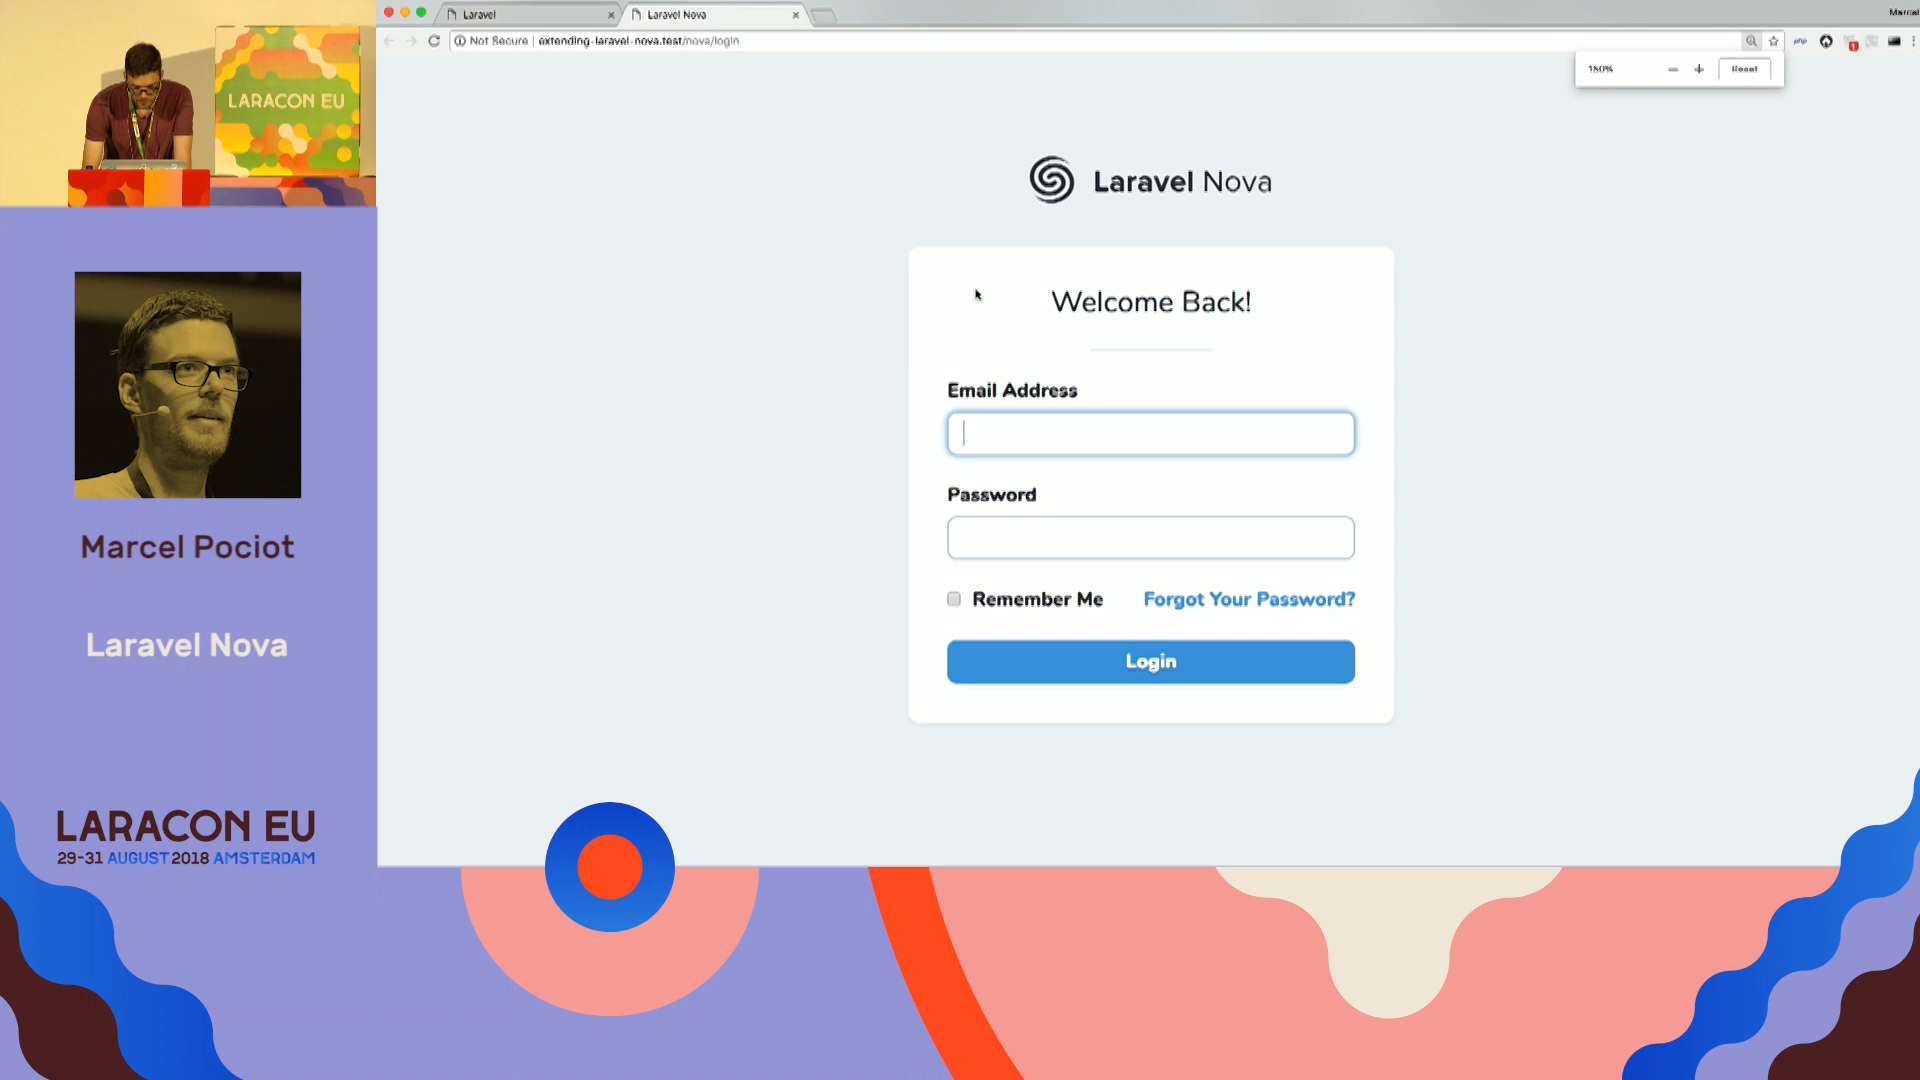 LARACON EU
Marcel Pociot
Laravel Nova
LARACON EU
29-31 AUGUST 2018 AMSTERDAM
Laravel
Laravel Nova
Not Secure | extending-laravel-nova.test/nova/login
Reset
Laravel Nova
Welcome Back!
Email Address
Password
Remember Me
Forgot Your Password?
Login